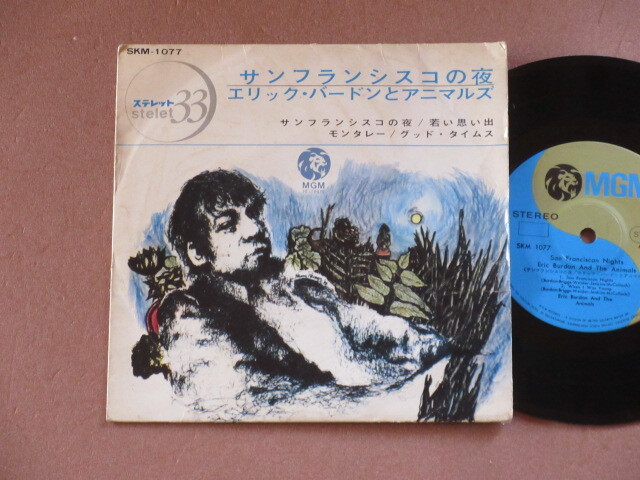 SKM-1077
ステレット
stelet 33
サンフランシスコの夜
エリック・バードンとアニマルズ
サンフランシスコの夜／若い思い出
モンタレー／グッド・タイムス
MGM
MGM
STEREO
SKM 1077
San Franciscan Nights
Eric Burdon And The Animals
Eric Burdon And The
Animals